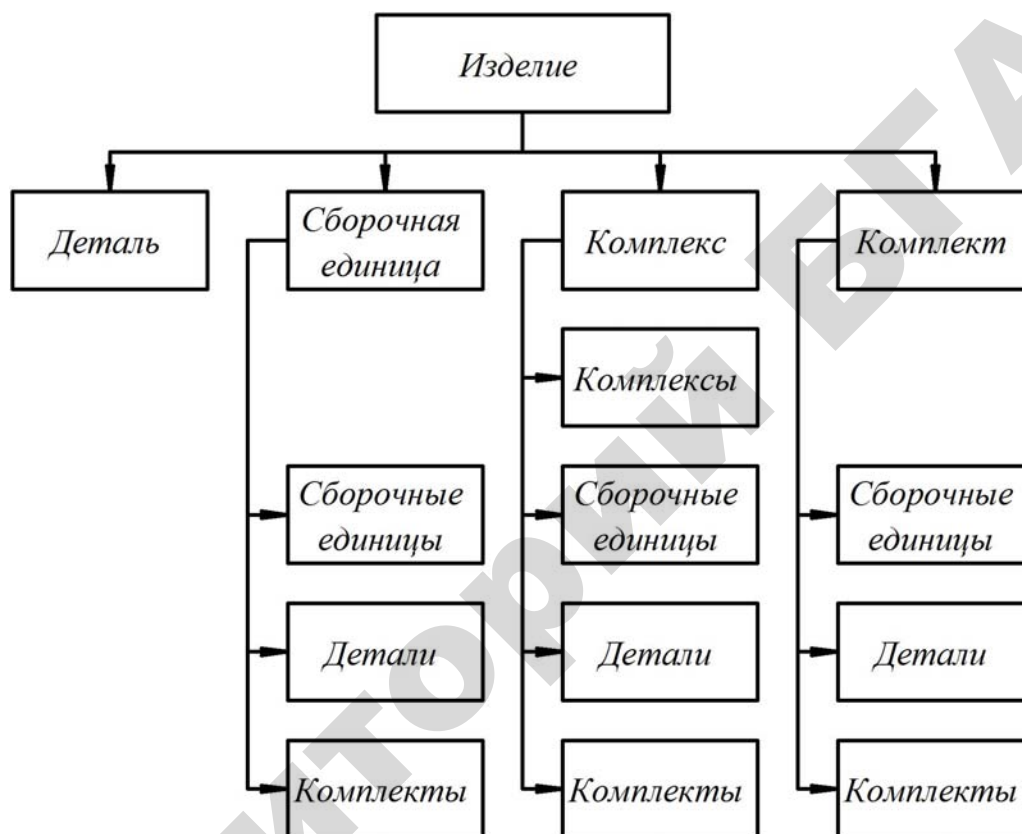 Изделие
Деталь
Сборочная
единица
Комплекс
Комплект
Комплексы
Сборочные
единицы
Сборочные
единицы
Сборочные
единицы
Детали
Детали
Детали
Комплекты
Комплекты
Комплекты